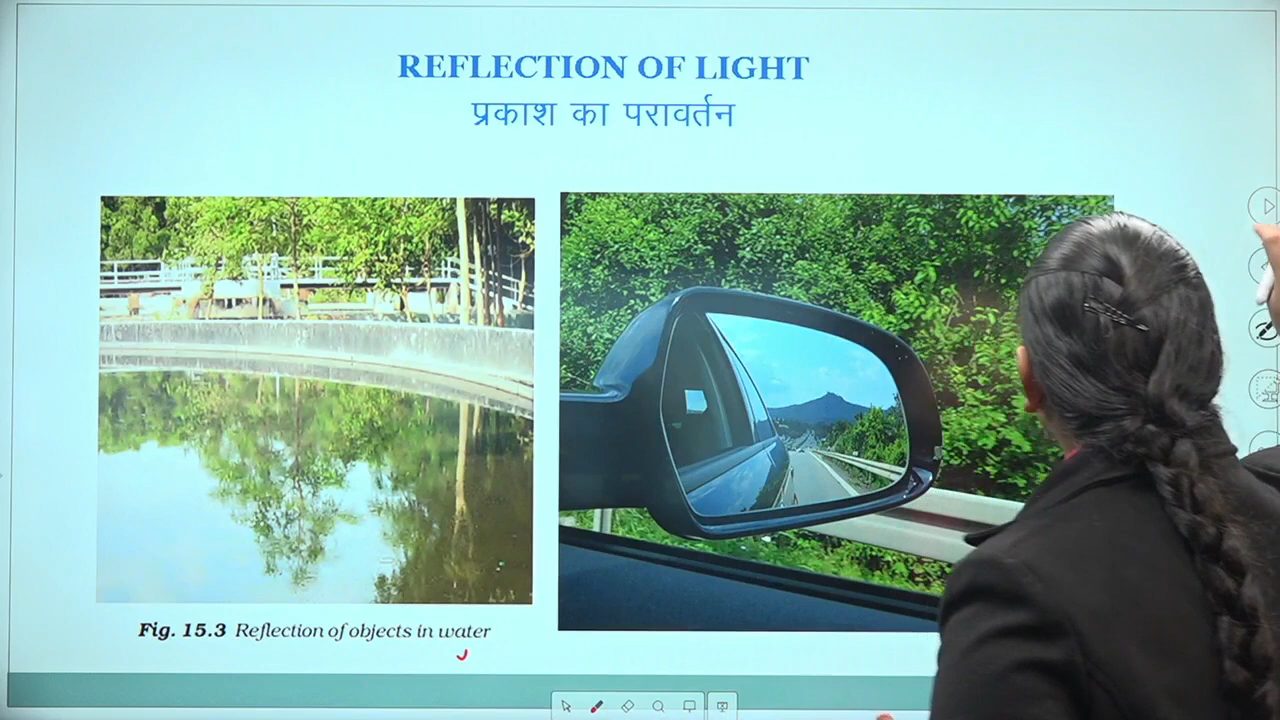 REFLECTION OF LIGHT
प्रकाश का परावर्तन
Fig. 15.3 Reflection of objects in water